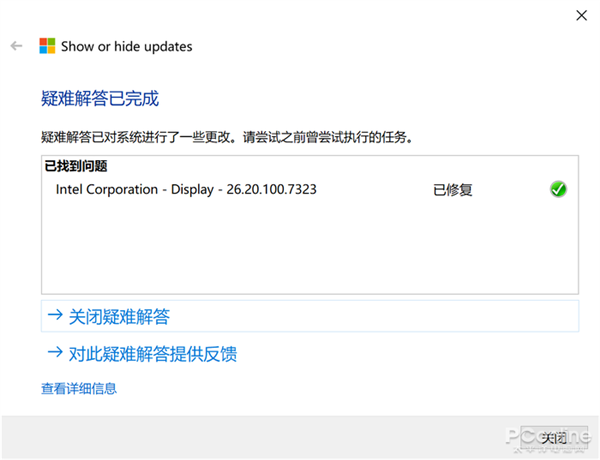 Show or hide updates
疑难解答已完成
疑难解答已对系统进行了一些更改。请尝试之前曾尝试执行的任务。
已找到问题
Intel Corporation - Display - 26.20.100.7323 已修复
→ 关闭疑难解答
→ 对此疑难解答提供反馈
查看详细信息
关闭